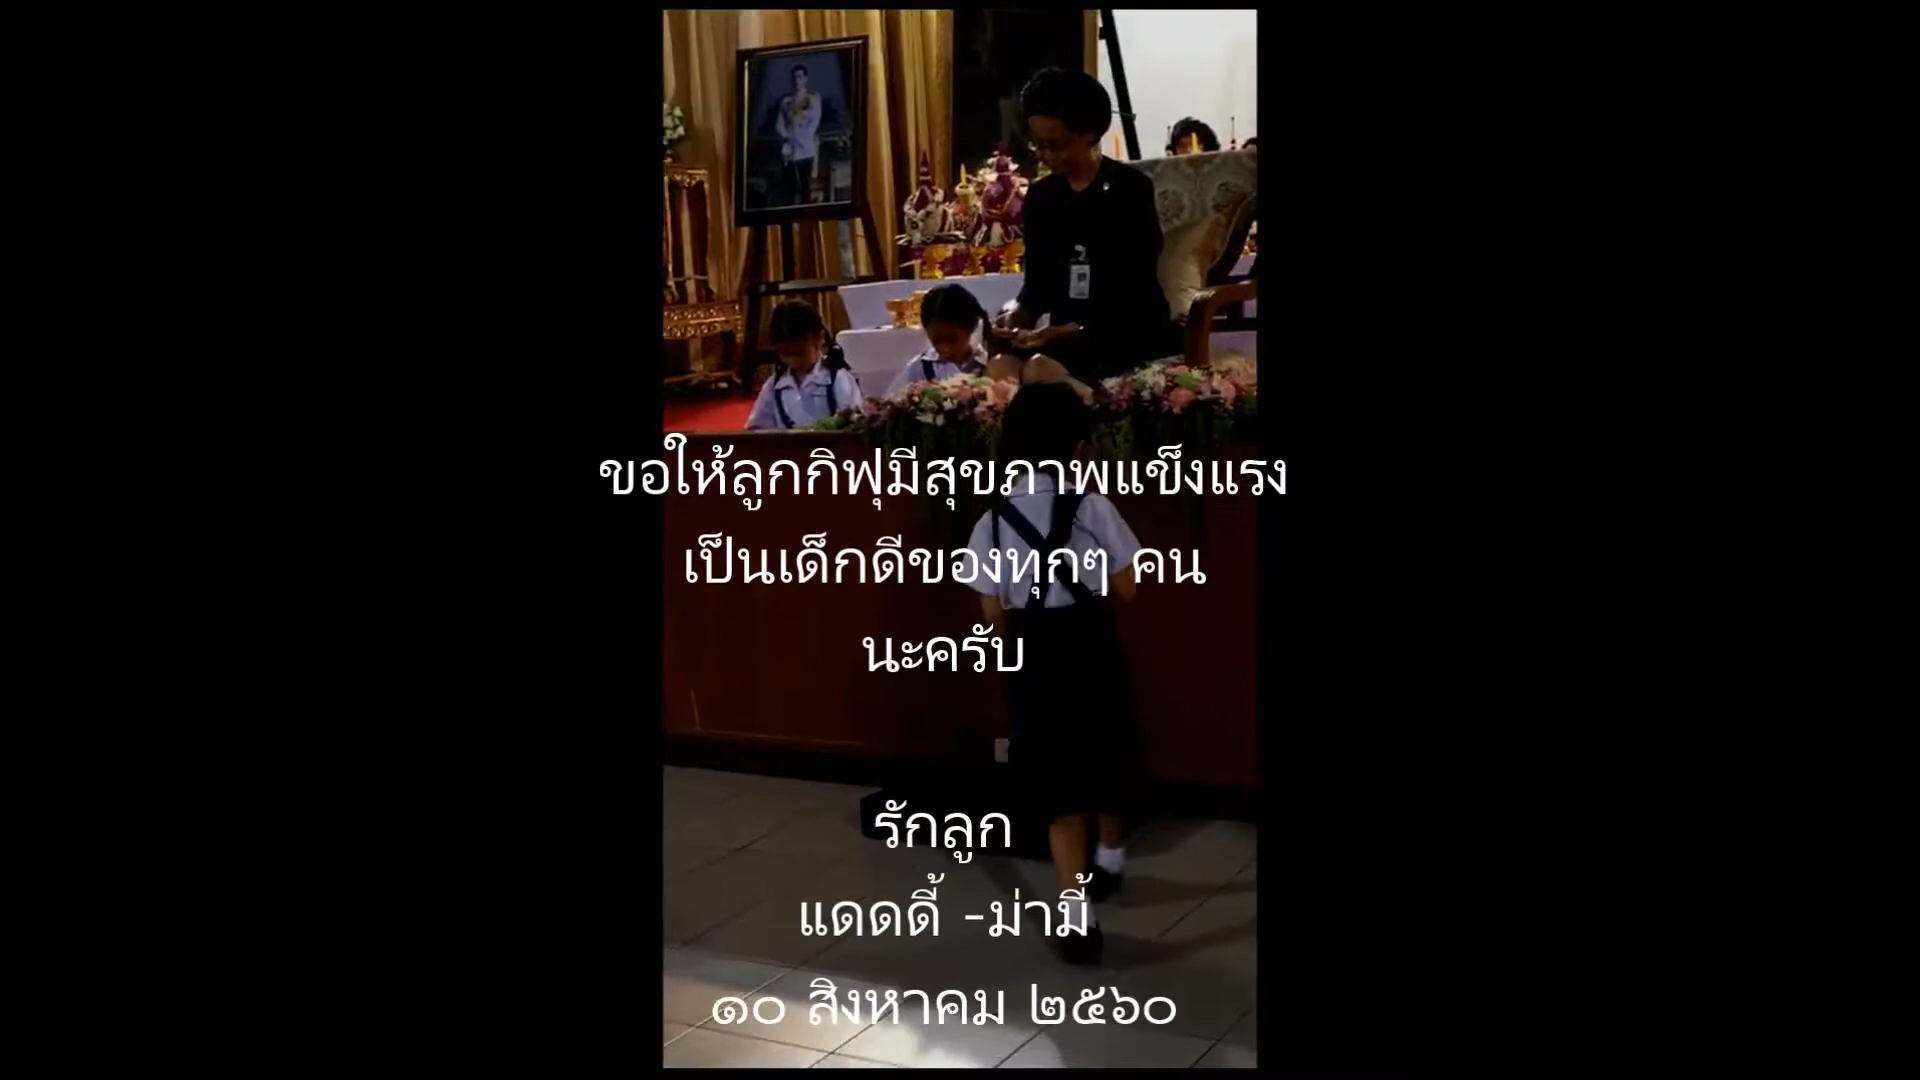 ขอให้ลูกกิฟุมีสุขภาพแข็งแรง
เป็นเด็กดีของทุกๆ คน
นะครับ
รักลูก
แดดดี้ -ม่ามี้
๑๐ สิงหาคม ๒๕๖๐